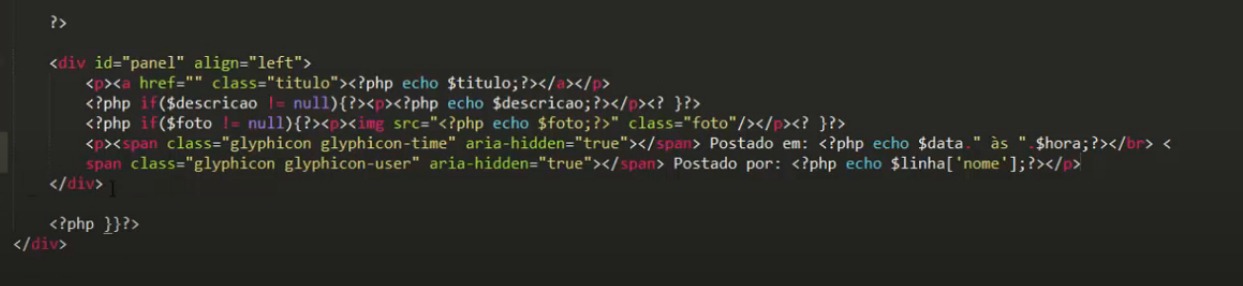 ?>
<div id="panel" align="left">
<p><a href="" class="titulo"><?php echo $titulo;?></a></p>
<?php if($descricao != null){?><p><?php echo $descricao;?></p><? }?>
<?php if($foto != null){?><p><img src="<?php echo $foto;?>" class="foto"/></p><? }?>
<p><span class="glyphicon glyphicon-time" aria-hidden="true"></span> Postado em: <?php echo $data." às ".$hora;?></br> <
span class="glyphicon glyphicon-user" aria-hidden="true"></span> Postado por: <?php echo $linha['nome'];?></p>
</div>
<?php }}?>
</div>